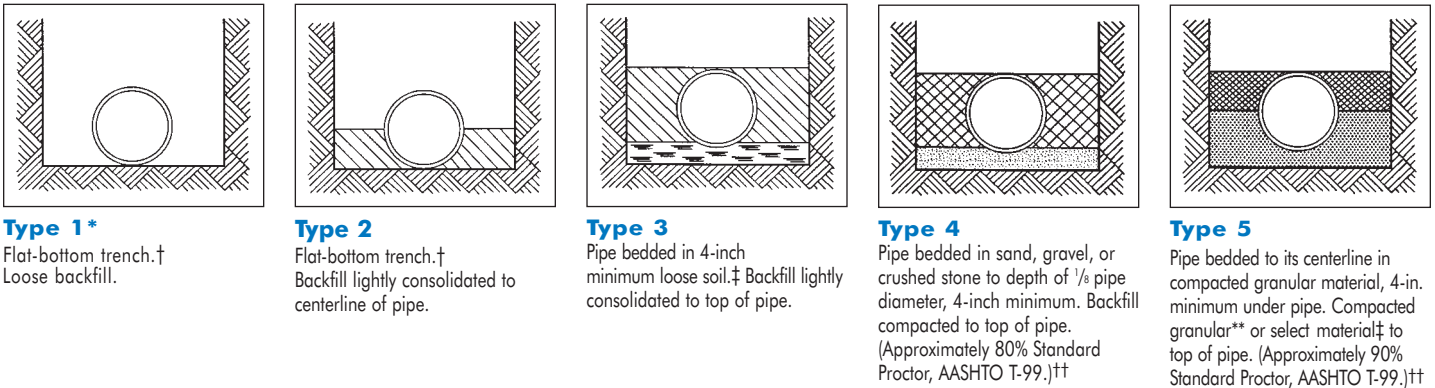 Type 1*
Flat-bottom trench.†
Loose backfill.
Type 2
Flat-bottom trench.†
Backfill lightly consolidated to
centerline of pipe.
Type 3
Pipe bedded in 4-inch
minimum loose soil.‡ Backfill lightly
consolidated to top of pipe.
Type 4
Pipe bedded in sand, gravel, or
crushed stone to depth of 1/8 pipe
diameter, 4-inch minimum. Backfill
compacted to top of pipe.
(Approximately 80% Standard
Proctor, AASHTO T-99.)††
Type 5
Pipe bedded to its centerline in
compacted granular material, 4-in.
minimum under pipe. Compacted
granular** or select material‡ to
top of pipe. (Approximately 90%
Standard Proctor, AASHTO T-99.)††